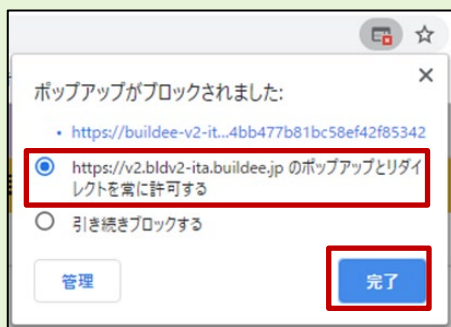 ポップアップがブロックされました:
• https://buildee-v2-it...4bb477b81bc58ef42f85342
https://v2.bldv2-ita.buildee.jp のポップアップとリダイ
レクトを常に許可する
引き続きブロックする
管理
完了